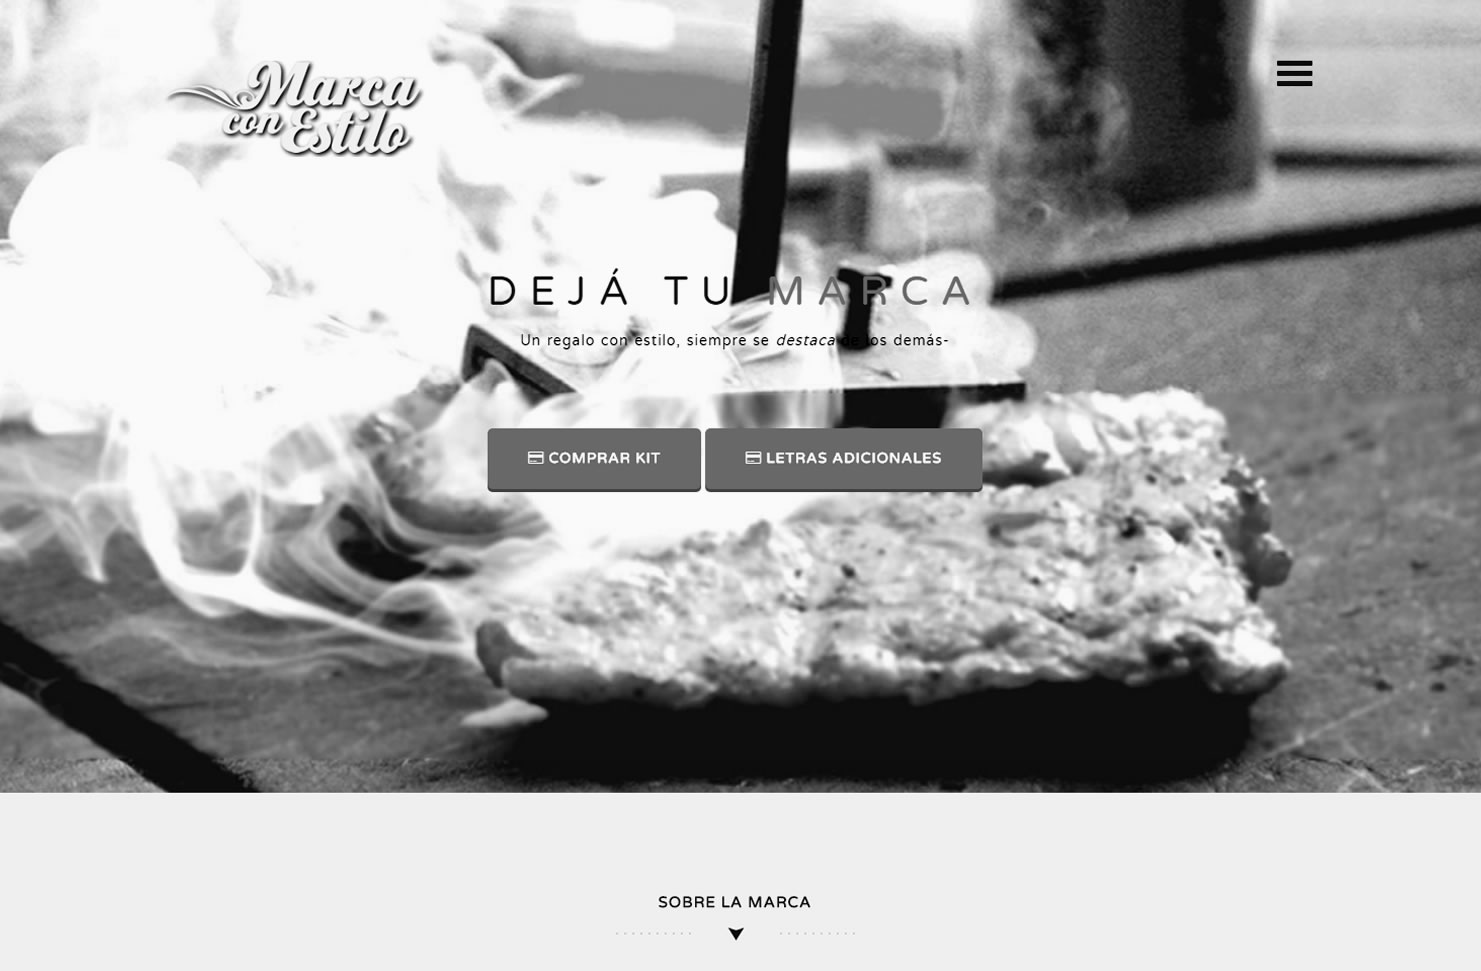 Marca
con Estilo
DEJÁ TU MARCA
Un regalo con estilo, siempre se destaca de los demás-
COMPRAR KIT
LETRAS ADICIONALES
SOBRE LA MARCA